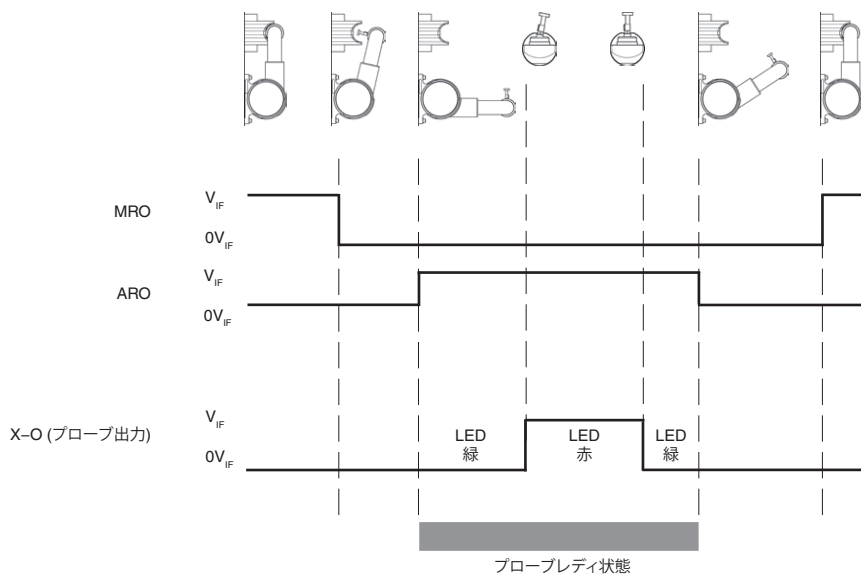 MRO
V_IF
0V_IF
ARO
V_IF
0V_IF
X–O (プローブ出力)
V_IF
0V_IF
LED
緑
LED
赤
LED
緑
プローブレディ状態